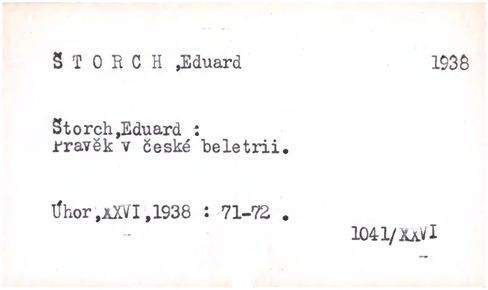 Š T O R C H ,Eduard 1938
Štorch,Eduard :
Pravěk v české beletrii.
Úhor,XXVI,1938 : 71-72 .
1041/XXVI